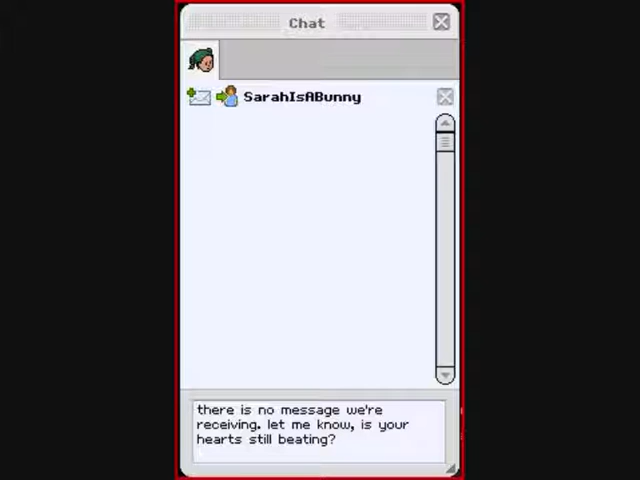 Chat
SarahIsABunny
there is no message we're
receiving. let me know, is your
hearts still beating?